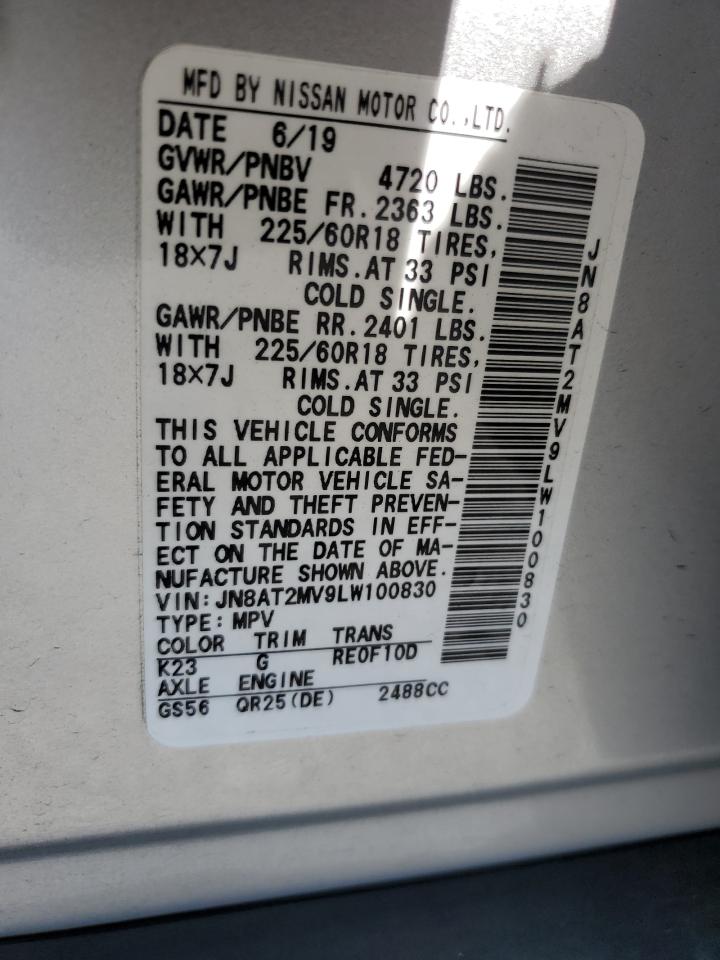 MFD BY NISSAN MOTOR CO.,LTD.
DATE 6/19
GVWR/PNBV 4720 LBS.
GAWR/PNBE FR. 2363 LBS.
WITH 225/60R18 TIRES,
18×7J RIMS.AT 33 PSI
COLD SINGLE.
GAWR/PNBE RR. 2401 LBS.
WITH 225/60R18 TIRES,
18×7J RIMS.AT 33 PSI
COLD SINGLE.
THIS VEHICLE CONFORMS
TO ALL APPLICABLE FED-
ERAL MOTOR VEHICLE SA-
FETY AND THEFT PREVEN-
TION STANDARDS IN EFF-
ECT ON THE DATE OF MA-
NUFACTURE SHOWN ABOVE.
VIN:JN8AT2MV9LW100830
TYPE:MPV
COLOR TRIM TRANS
K23 G RE0F10D
AXLE ENGINE
GS56 QR25(DE) 2488CC
JN8AT2MV9LW100830